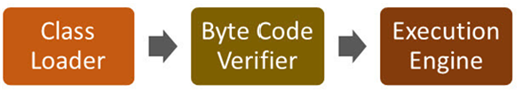 Class
Loader
Byte Code
Verifier
Execution
Engine